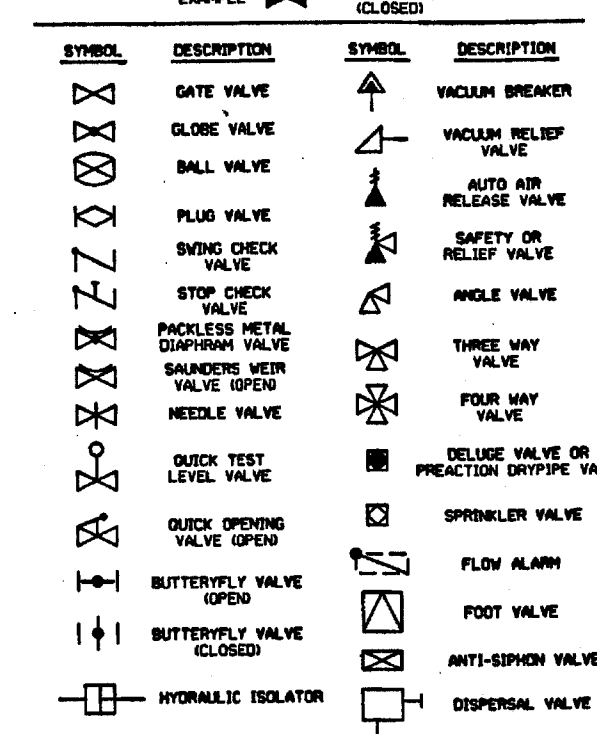 EXAMPLE
(CLOSED)
SYMBOL DESCRIPTION
GATE VALVE
GLOBE VALVE
BALL VALVE
PLUG VALVE
SWING CHECK
VALVE
STOP CHECK
VALVE
PACKLESS METAL
DIAPHRAM VALVE
SAUNDERS WEIR
VALVE (OPEN)
NEEDLE VALVE
QUICK TEST
LEVEL VALVE
QUICK OPENING
VALVE (OPEN)
BUTTERYFLY VALVE
(OPEN)
BUTTERYFLY VALVE
(CLOSED)
HYDRAULIC ISOLATOR
SYMBOL DESCRIPTION
VACUUM BREAKER
VACUUM RELIEF
VALVE
AUTO AIR
RELEASE VALVE
SAFETY OR
RELIEF VALVE
ANGLE VALVE
THREE WAY
VALVE
FOUR WAY
VALVE
DELUGE VALVE OR
PREACTION DRYPIPE VA
SPRINKLER VALVE
FLOW ALARM
FOOT VALVE
ANTI-SIPHON VALVE
DISPERSAL VALVE